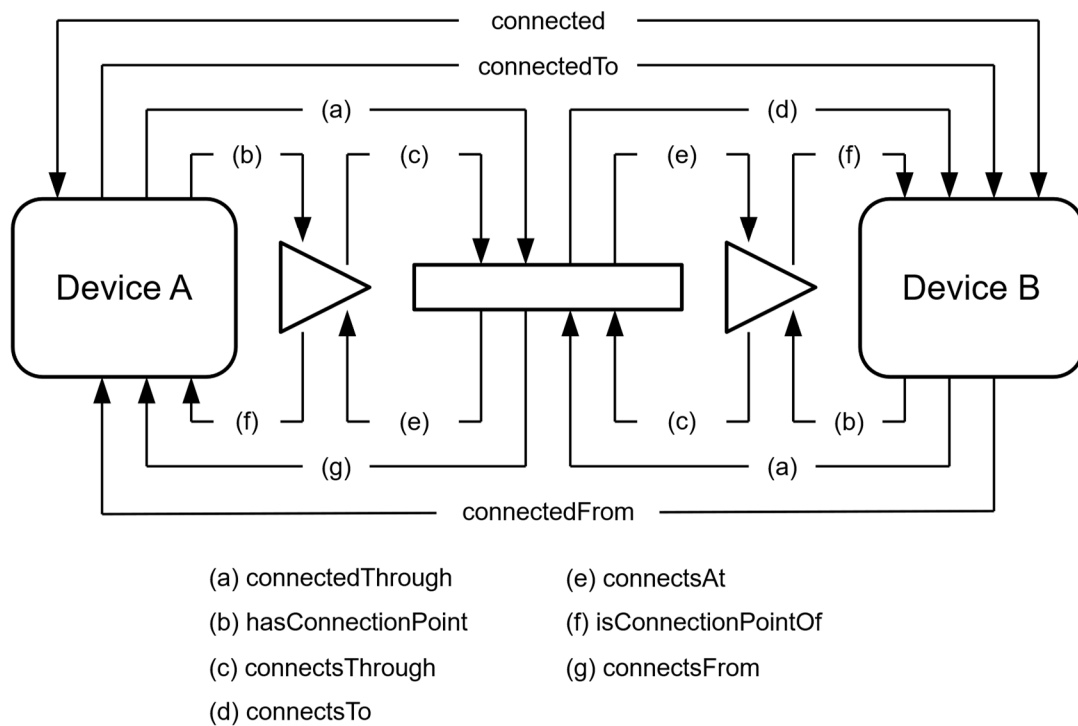 connected
connectedTo
(a) (d)
(b) (c) (e) (f)
Device A Device B
(f) (e) (c) (b)
(g) (a)
connectedFrom
(a) connectedThrough (e) connectsAt
(b) hasConnectionPoint (f) isConnectionPointOf
(c) connectsThrough (g) connectsFrom
(d) connectsTo